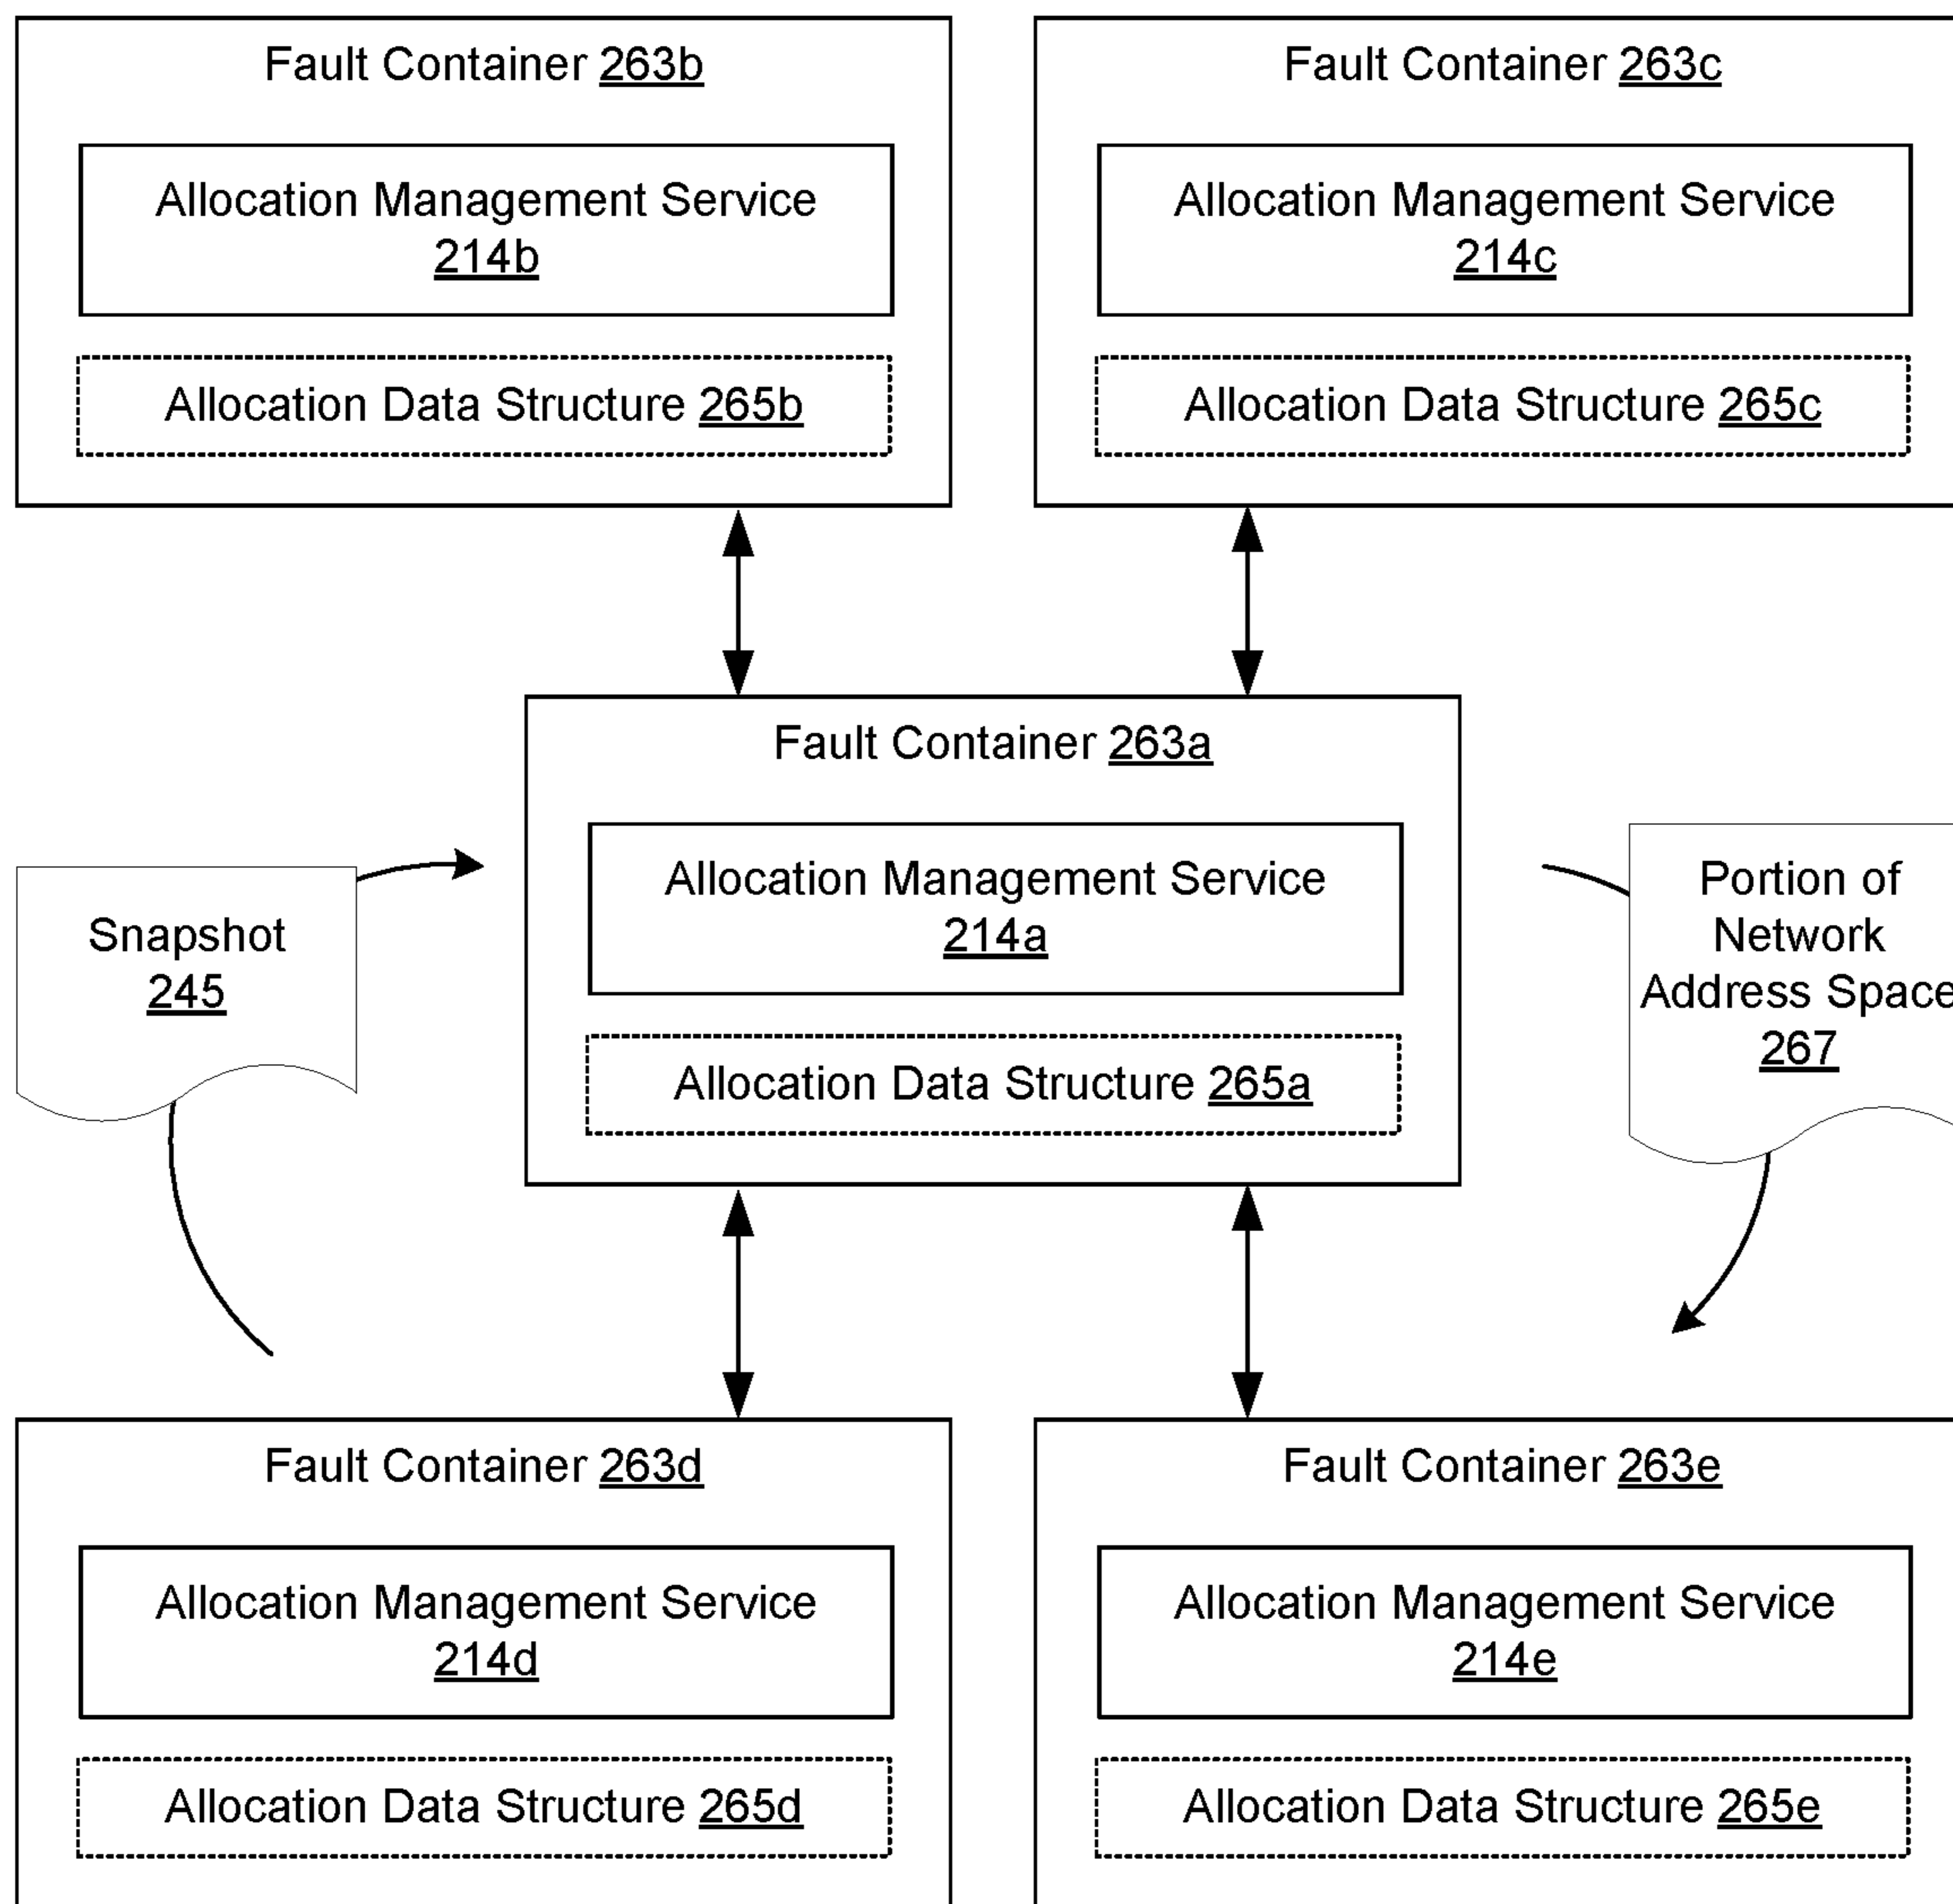 Fault Container 263b
Allocation Management Service
214b
Allocation Data Structure 265b
Fault Container 263c
Allocation Management Service
214c
Allocation Data Structure 265c
Fault Container 263a
Allocation Management Service
214a
Allocation Data Structure 265a
Snapshot
245
Portion of
Network
Address Space
267
Fault Container 263d
Allocation Management Service
214d
Allocation Data Structure 265d
Fault Container 263e
Allocation Management Service
214e
Allocation Data Structure 265e